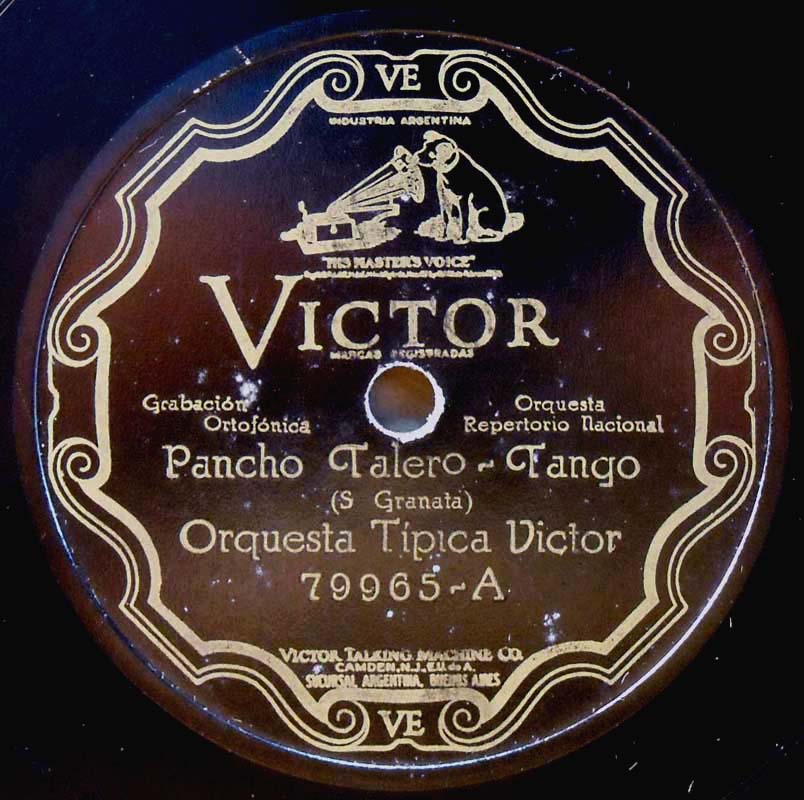 VE
INDUSTRIA ARGENTINA
"HIS MASTER'S VOICE"
VICTOR
MARCAS REGISTRADAS
Grabación Orquesta
Ortofónica Repertorio Nacional
Pancho Talero - Tango
(S Granata)
Orquesta Típica Victor
79965-A
VICTOR TALKING MACHINE CO.
CAMDEN, N.J., E.U. de A.
SUCURSAL ARGENTINA, BUENOS AIRES
VE